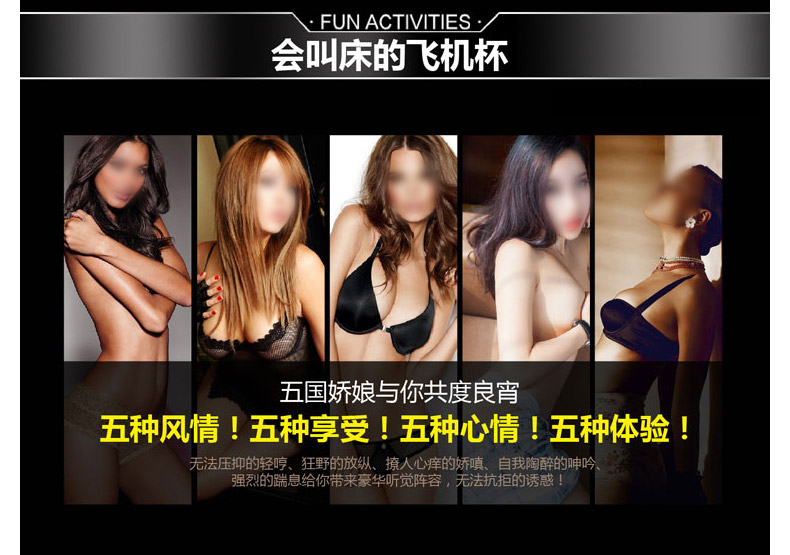 · FUN ACTIVITIES ·
会叫床的飞机杯
五国娇娘与你共度良宵
五种风情！五种享受！五种心情！五种体验！
无法压抑的轻哼、狂野的放纵、撩人心痒的娇嗔、自我陶醉的呻吟、
强烈的踹息给你带来豪华听觉阵容，无法抗拒的诱惑！